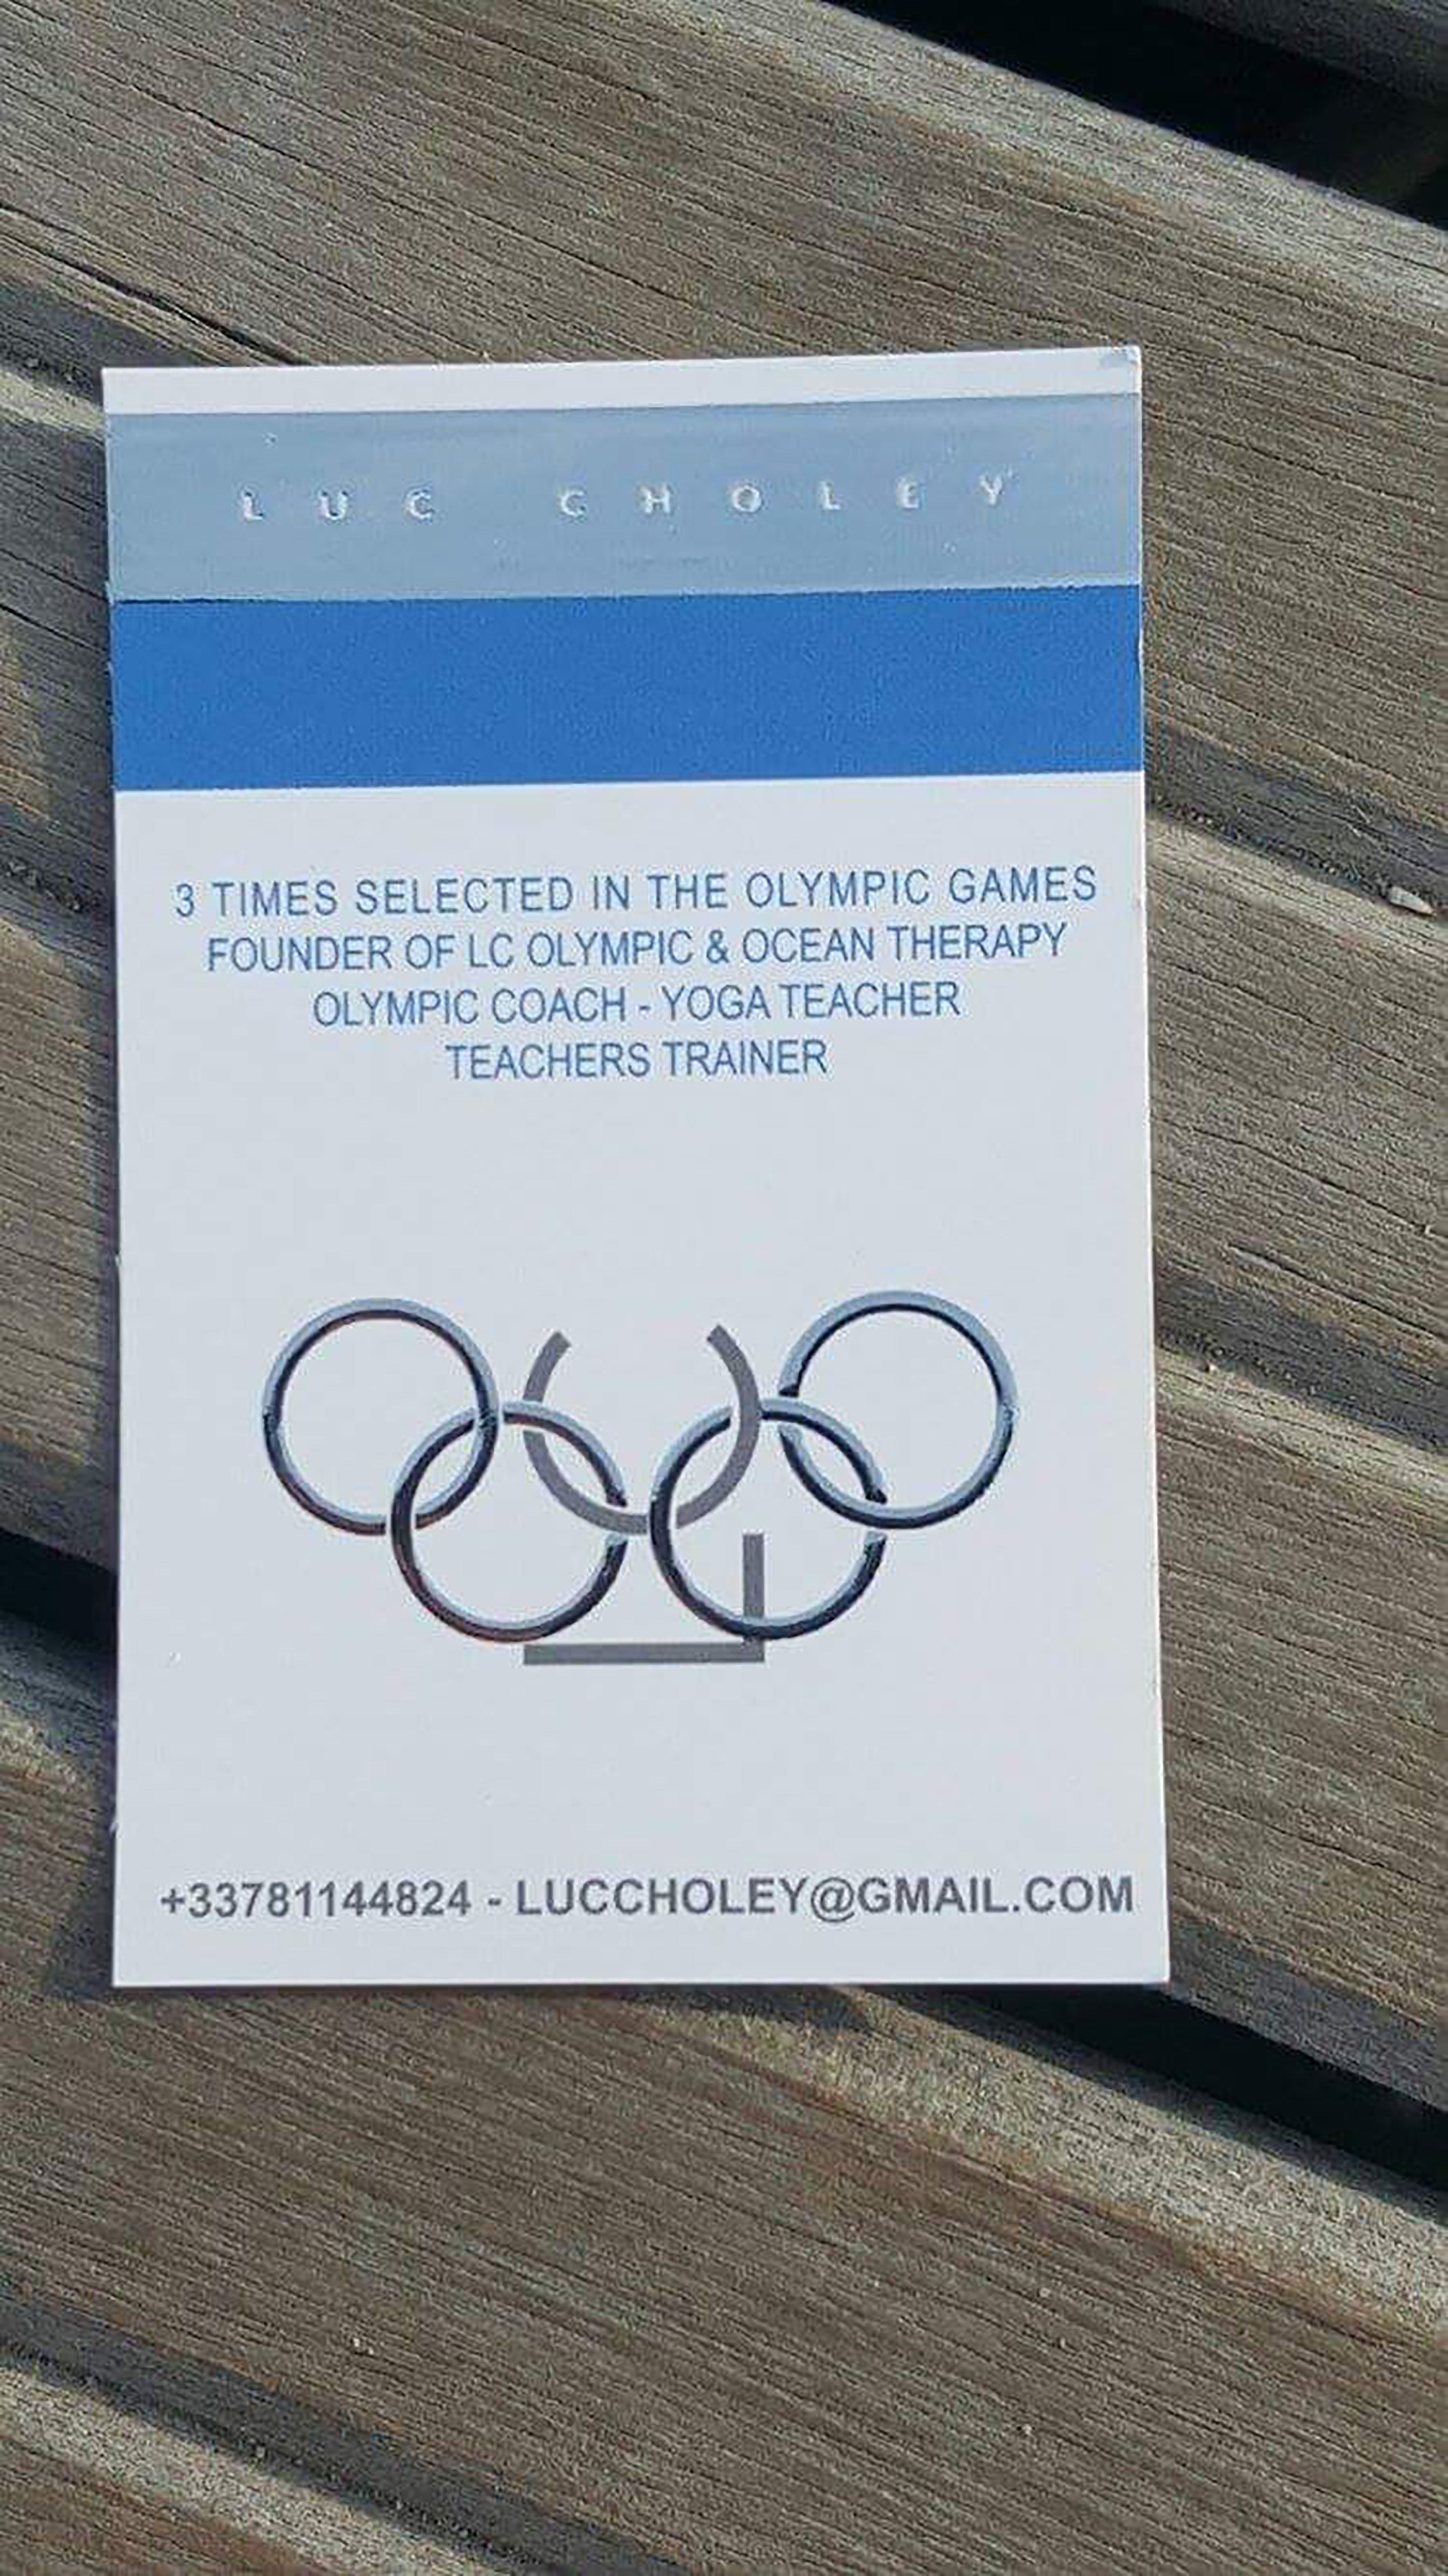 LUC CHOLEY
3 TIMES SELECTED IN THE OLYMPIC GAMES
FOUNDER OF LC OLYMPIC & OCEAN THERAPY
OLYMPIC COACH - YOGA TEACHER
TEACHERS TRAINER
+33781144824 - LUCCHOLEY@GMAIL.COM